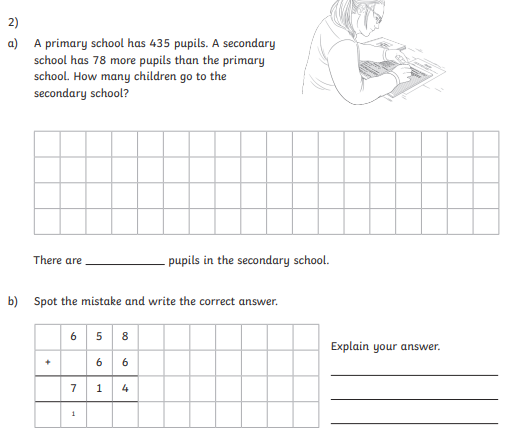 2)
a) A primary school has 435 pupils. A secondary
school has 78 more pupils than the primary
school. How many children go to the
secondary school?
There are ____________ pupils in the secondary school.
b) Spot the mistake and write the correct answer.
6 5 8
+ 6 6
7 1 4
1
Explain your answer.